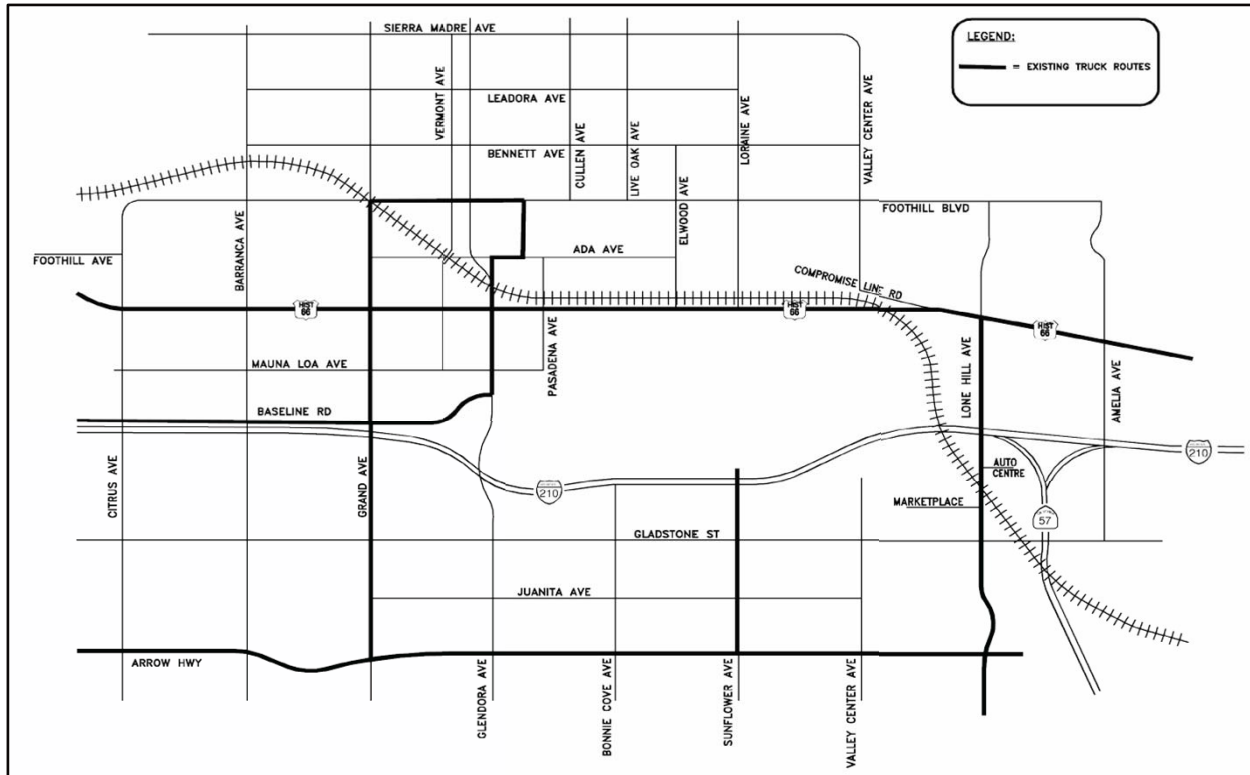 SIERRA MADRE AVE
LEGEND:
= EXISTING TRUCK ROUTES
VERMONT AVE
LEADORA AVE
CULLEN AVE
LIVE OAK AVE
LORAINE AVE
VALLEY CENTER AVE
BENNETT AVE
ELWOOD AVE
BARRANCA AVE
FOOTHILL BLVD
FOOTHILL AVE
ADA AVE
COMPROMISE LINE RD
HIST
66
HIST
66
HIST
66
MAUNA LOA AVE
PASADENA AVE
LONE HILL AVE
AMELIA AVE
BASELINE RD
CITRUS AVE
GRAND AVE
210
210
AUTO
CENTRE
MARKETPLACE
57
GLADSTONE ST
JUANITA AVE
ARROW HWY
GLENDORA AVE
BONNIE COVE AVE
SUNFLOWER AVE
VALLEY CENTER AVE